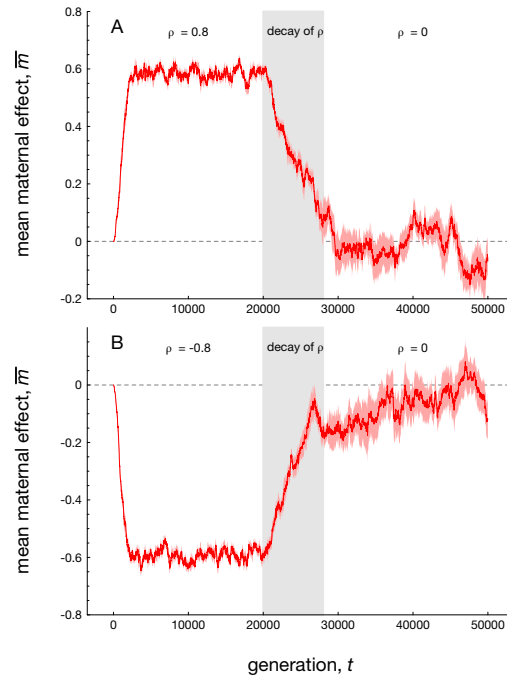 A
ρ = 0.8
decay of ρ
ρ = 0
0.8
0.6
0.4
0.2
0
-0.2
mean maternal effect, m̅
0
10000
20000
30000
40000
50000
B
ρ = -0.8
decay of ρ
ρ = 0
0
-0.2
-0.4
-0.6
0.8
mean maternal effect, m̅
0
10000
20000
30000
40000
50000
generation, t